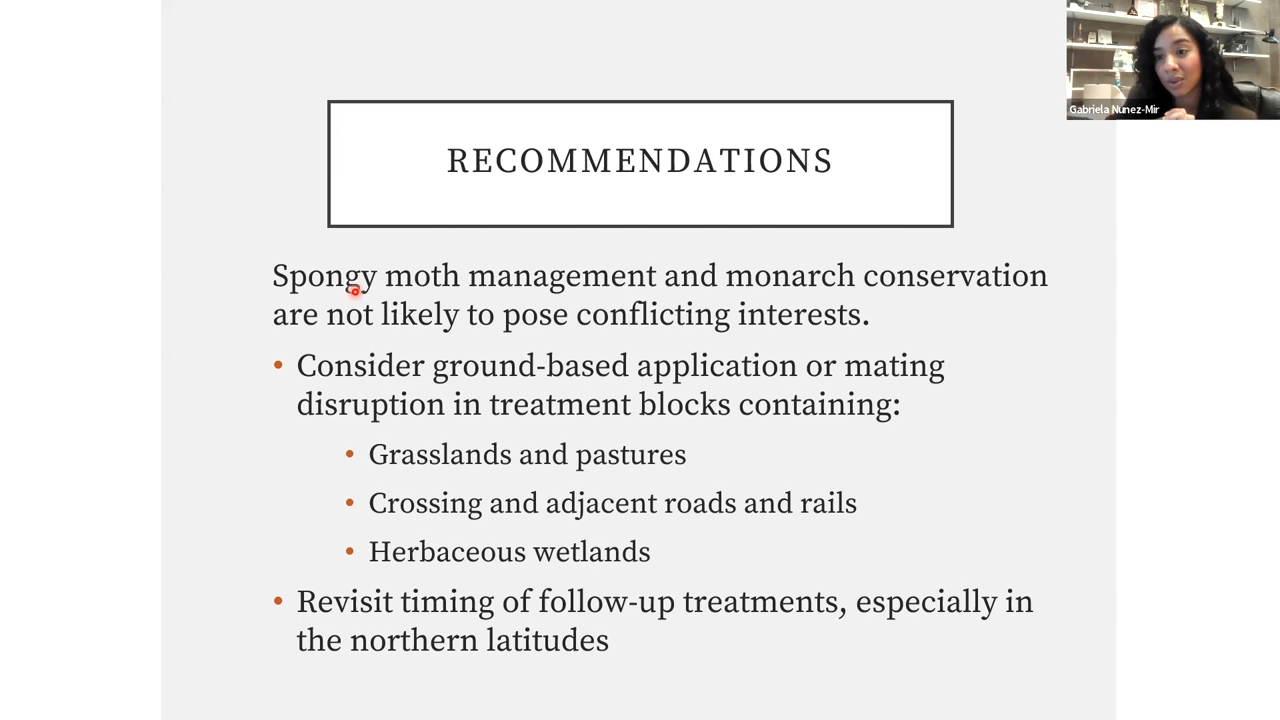 Gabriela Nunez-Mir
RECOMMENDATIONS
Spongy moth management and monarch conservation
are not likely to pose conflicting interests.
• Consider ground-based application or mating
disruption in treatment blocks containing:
• Grasslands and pastures
• Crossing and adjacent roads and rails
• Herbaceous wetlands
• Revisit timing of follow-up treatments, especially in
the northern latitudes